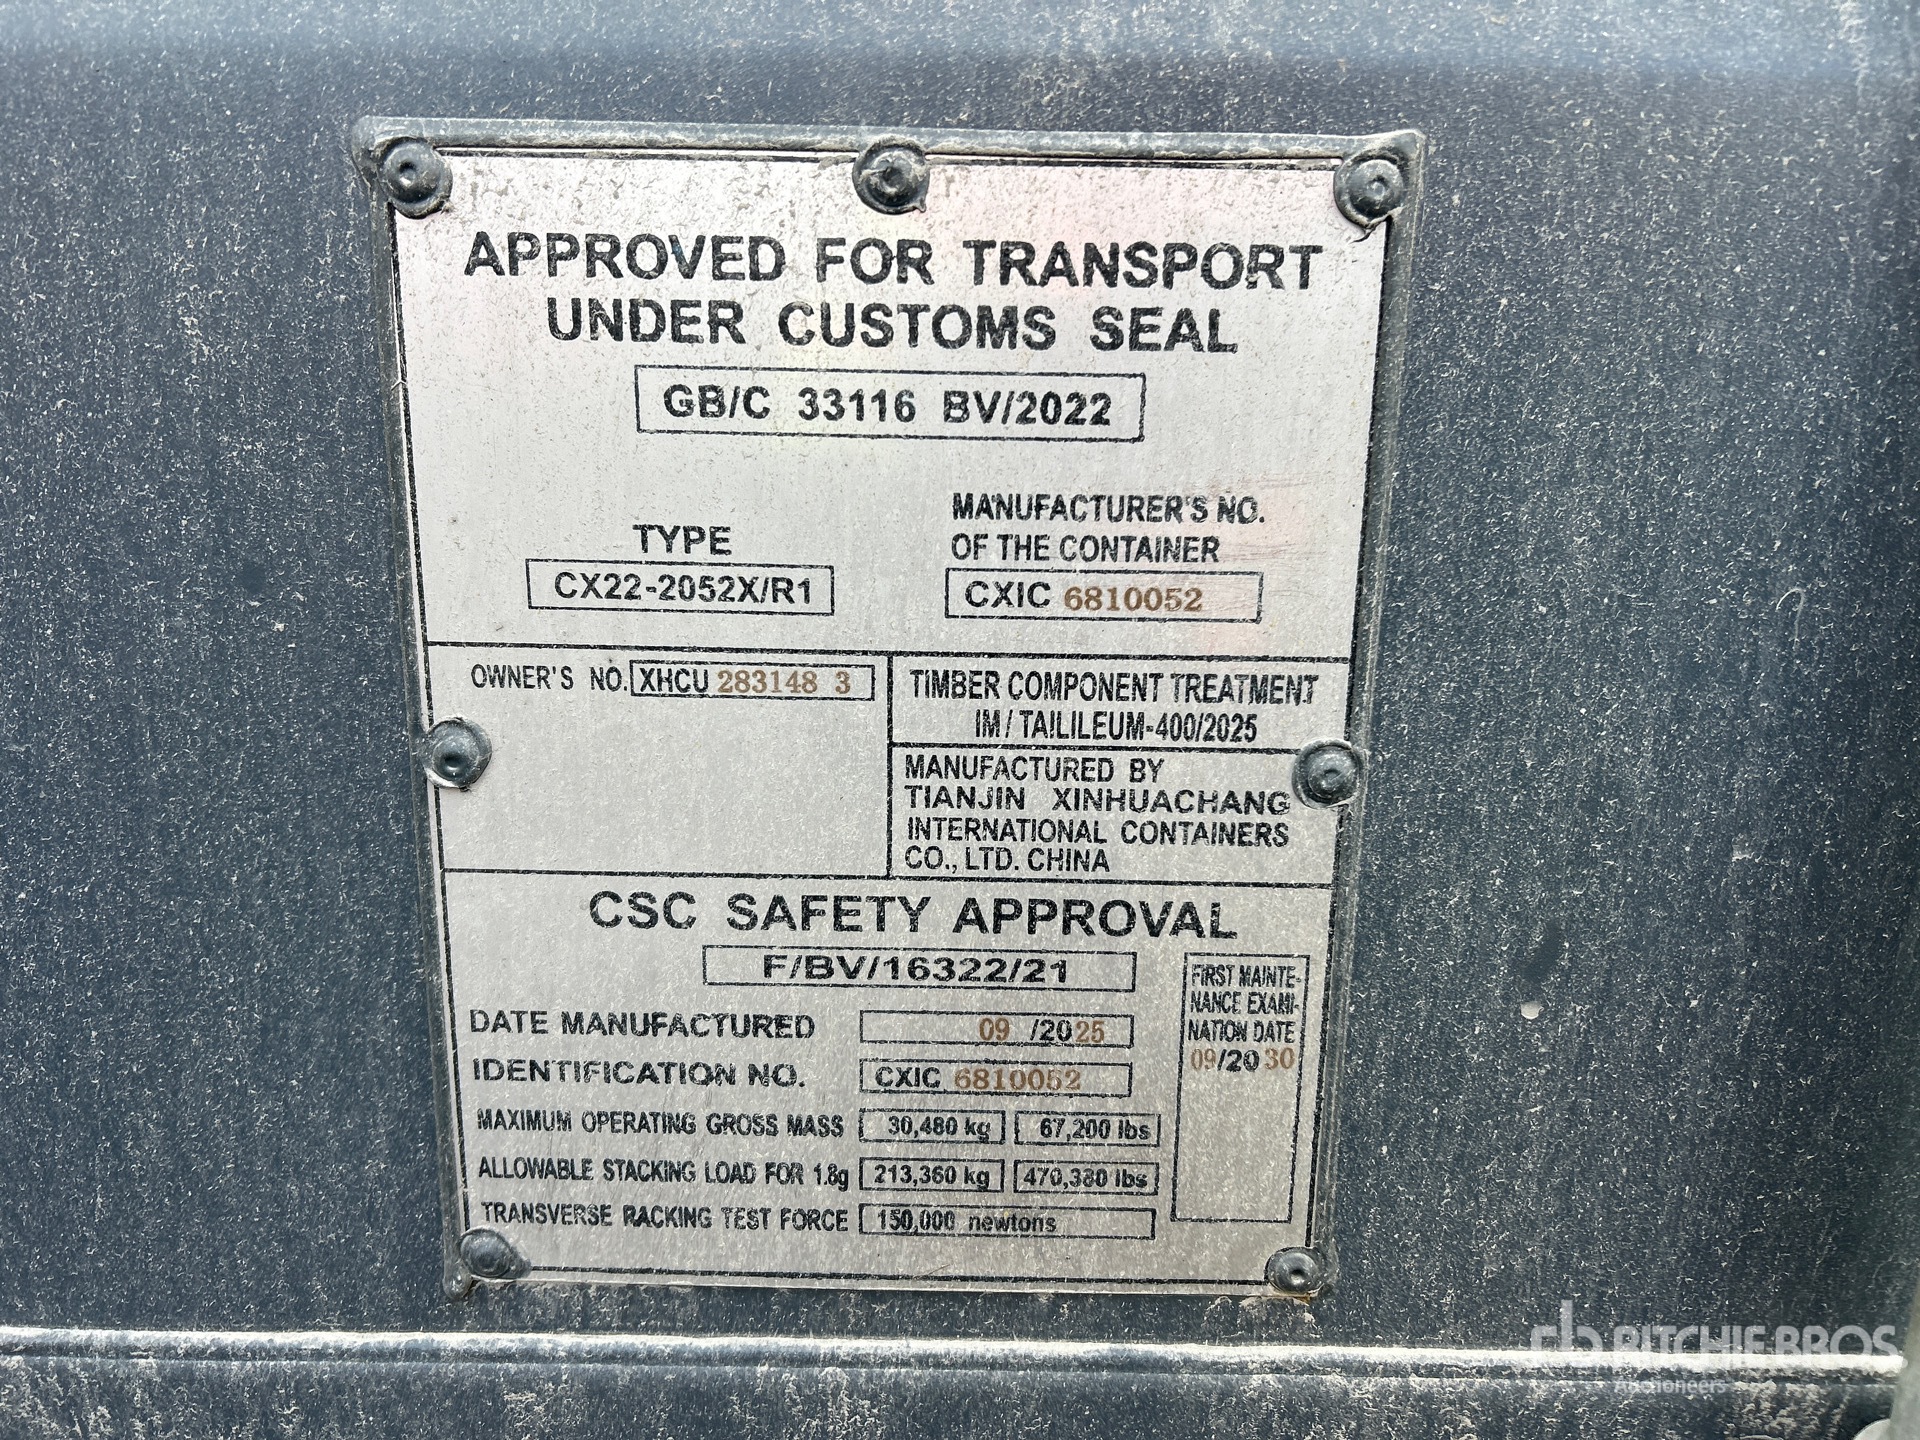 APPROVED FOR TRANSPORT
UNDER CUSTOMS SEAL
GB/C 33116 BV/2022
TYPE
CX22-2052X/R1
MANUFACTURER'S NO.
OF THE CONTAINER
CXIC 6810052
OWNER'S NO. XHCU 283148 3
TIMBER COMPONENT TREATMENT
IM / TAILILEUM-400/2025
MANUFACTURED BY
TIANJIN XINHUACHANG
INTERNATIONAL CONTAINERS
CO., LTD. CHINA
CSC SAFETY APPROVAL
F/BV/16322/21
DATE MANUFACTURED 09 /2025
IDENTIFICATION NO. CXIC 6810052
MAXIMUM OPERATING GROSS MASS 30,480 kg 67,200 lbs
ALLOWABLE STACKING LOAD FOR 1.8g 213,360 kg 470,380 lbs
TRANSVERSE RACKING TEST FORCE 150,000 newtons
FIRST MAINTE-
NANCE EXAMI-
NATION DATE
09/2030
rb RITCHIE BROS.
Auctioneers